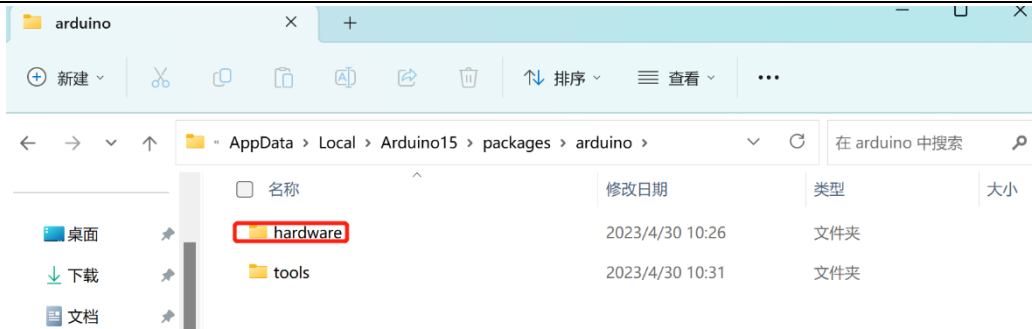 arduino
新建
排序
查看
AppData > Local > Arduino15 > packages > arduino >
在 arduino 中搜索
名称
修改日期
类型
大小
桌面
hardware
2023/4/30 10:26
文件夹
下载
tools
2023/4/30 10:31
文件夹
文档